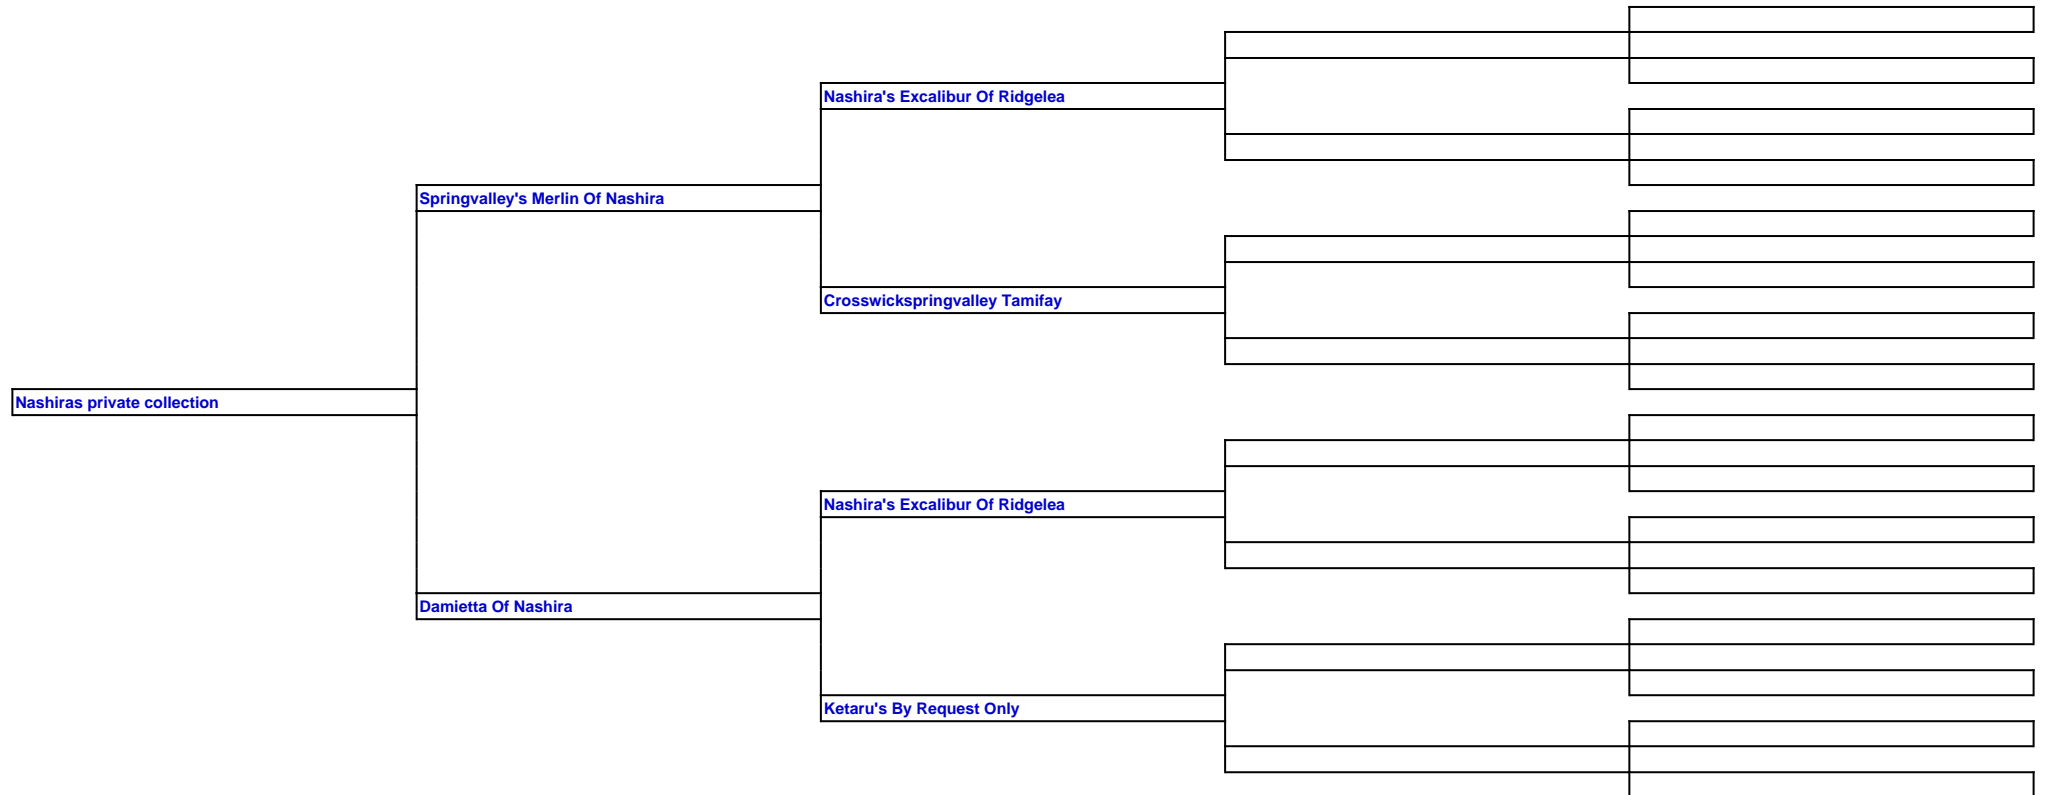 Nashira's Excalibur Of Ridgelea
Springvalley's Merlin Of Nashira
Crosswickspringvalley Tamifay
Nashiras private collection
Nashira's Excalibur Of Ridgelea
Damietta Of Nashira
Ketaru's By Request Only